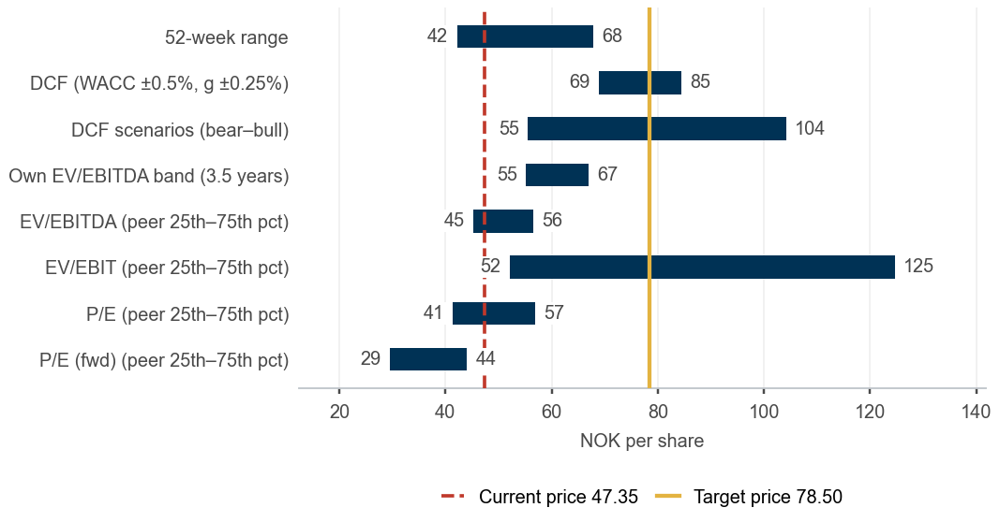 52-week range 42 68
DCF (WACC ±0.5%, g ±0.25%) 69 85
DCF scenarios (bear–bull) 55 104
Own EV/EBITDA band (3.5 years) 55 67
EV/EBITDA (peer 25th–75th pct) 45 56
EV/EBIT (peer 25th–75th pct) 52 125
P/E (peer 25th–75th pct) 41 57
P/E (fwd) (peer 25th–75th pct) 29 44
20 40 60 80 100 120 140
NOK per share
Current price 47.35 Target price 78.50